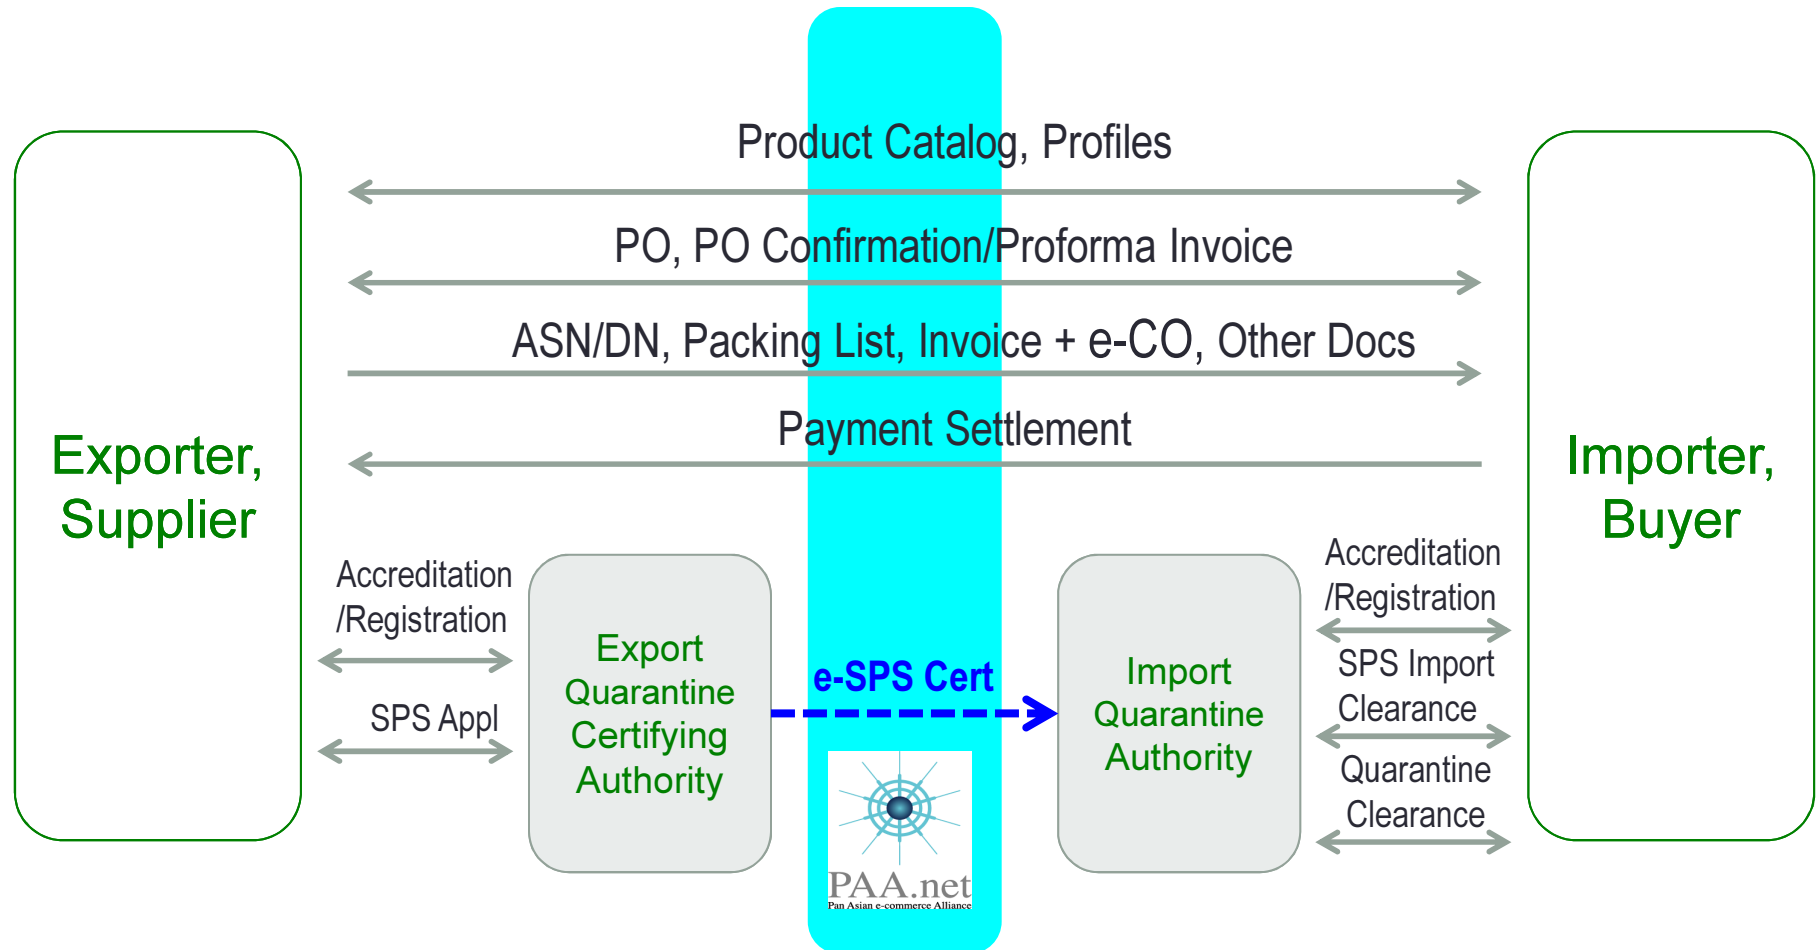 Product Catalog, Profiles
PO, PO Confirmation/Proforma Invoice
ASN/DN, Packing List, Invoice + e-CO, Other Docs
Payment Settlement
Exporter,
Supplier
Importer,
Buyer
Accreditation
/Registration
SPS Appl
Export
Quarantine
Certifying
Authority
e-SPS Cert
Import
Quarantine
Authority
Accreditation
/Registration
SPS Import
Clearance
Quarantine
Clearance
PAA.net
Pan Asian e-commerce Alliance